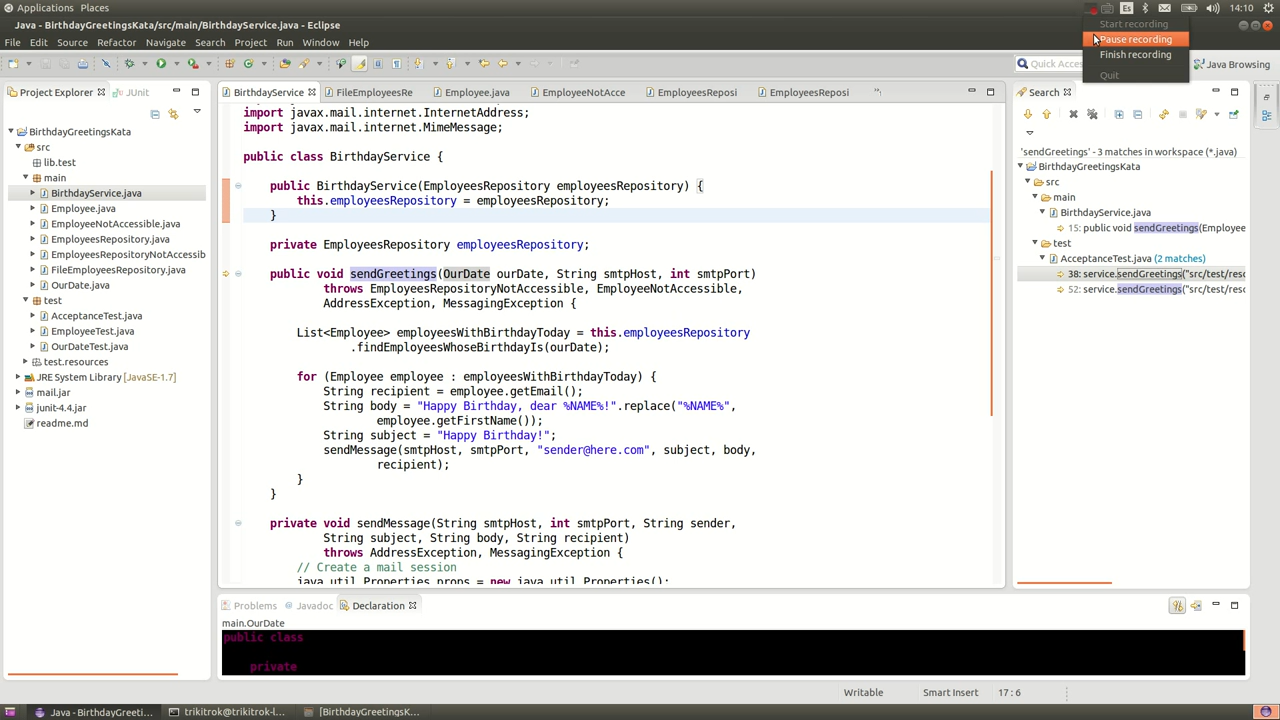 Applications Places
Es 14:10
Java - BirthdayGreetingsKata/src/main/BirthdayService.java - Eclipse
Start recording
Pause recording
Finish recording
Quit
File Edit Source Refactor Navigate Search Project Run Window Help
Quick Acces
Java Browsing
Project Explorer JUnit
BirthdayService FileEmployeesRe Employee.java EmployeeNotAcce EmployeesReposi EmployeesReposi
Search
BirthdayGreetingsKata
src
lib.test
main
BirthdayService.java
Employee.java
EmployeeNotAccessible.java
EmployeesRepository.java
EmployeesRepositoryNotAccessib
FileEmployeesRepository.java
OurDate.java
test
AcceptanceTest.java
EmployeeTest.java
OurDateTest.java
test.resources
JRE System Library [JavaSE-1.7]
mail.jar
junit-4.4.jar
readme.md
import javax.mail.internet.InternetAddress;
import javax.mail.internet.MimeMessage;
public class BirthdayService {
public BirthdayService(EmployeesRepository employeesRepository) {
this.employeesRepository = employeesRepository;
}
private EmployeesRepository employeesRepository;
public void sendGreetings(OurDate ourDate, String smtpHost, int smtpPort)
throws EmployeesRepositoryNotAccessible, EmployeeNotAccessible,
AddressException, MessagingException {
List<Employee> employeesWithBirthdayToday = this.employeesRepository
.findEmployeesWhoseBirthdayIs(ourDate);
for (Employee employee : employeesWithBirthdayToday) {
String recipient = employee.getEmail();
String body = "Happy Birthday, dear %NAME%!".replace("%NAME%",
employee.getFirstName());
String subject = "Happy Birthday!";
sendMessage(smtpHost, smtpPort, "sender@here.com", subject, body,
recipient);
}
}
private void sendMessage(String smtpHost, int smtpPort, String sender,
String subject, String body, String recipient)
throws AddressException, MessagingException {
// Create a mail session
java.util.Properties props = new java.util.Properties();
'sendGreetings' - 3 matches in workspace (*.java)
BirthdayGreetingsKata
src
main
BirthdayService.java
15: public void sendGreetings(Employee
test
AcceptanceTest.java (2 matches)
38: service.sendGreetings("src/test/reso
52: service.sendGreetings("src/test/reso
Problems Javadoc Declaration
main.OurDate
public class
private
Writable Smart Insert 17 : 6
Java - BirthdayGreeti... trikitrok@trikitrok-l... [BirthdayGreetingsK...